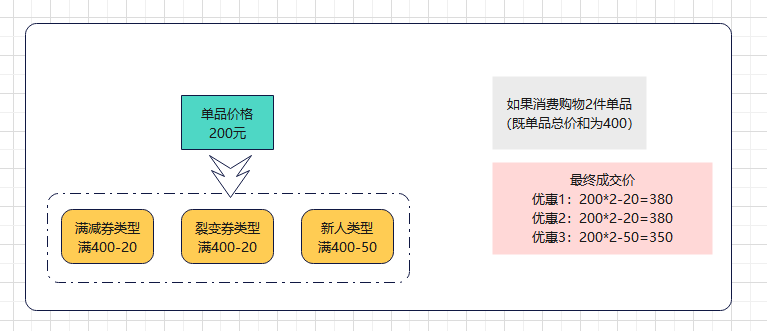 单品价格
200元
满减券类型
满400-20
裂变券类型
满400-20
新人类型
满400-50
如果消费购物2件单品
（既单品总价和为400）
最终成交价
优惠1：200*2-20=380
优惠2：200*2-20=380
优惠3：200*2-50=350